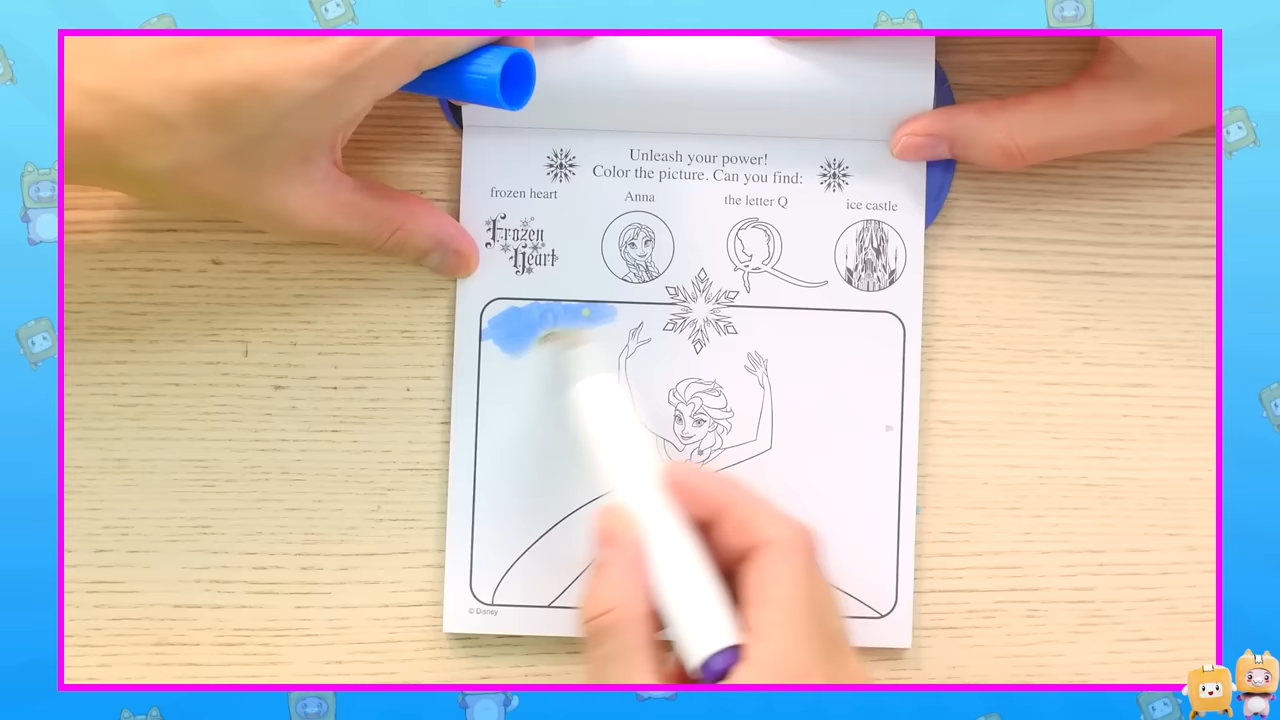 Unleash your power!
Color the picture. Can you find:
frozen heart
Anna
the letter Q
ice castle
Frozen
Heart
© Disney